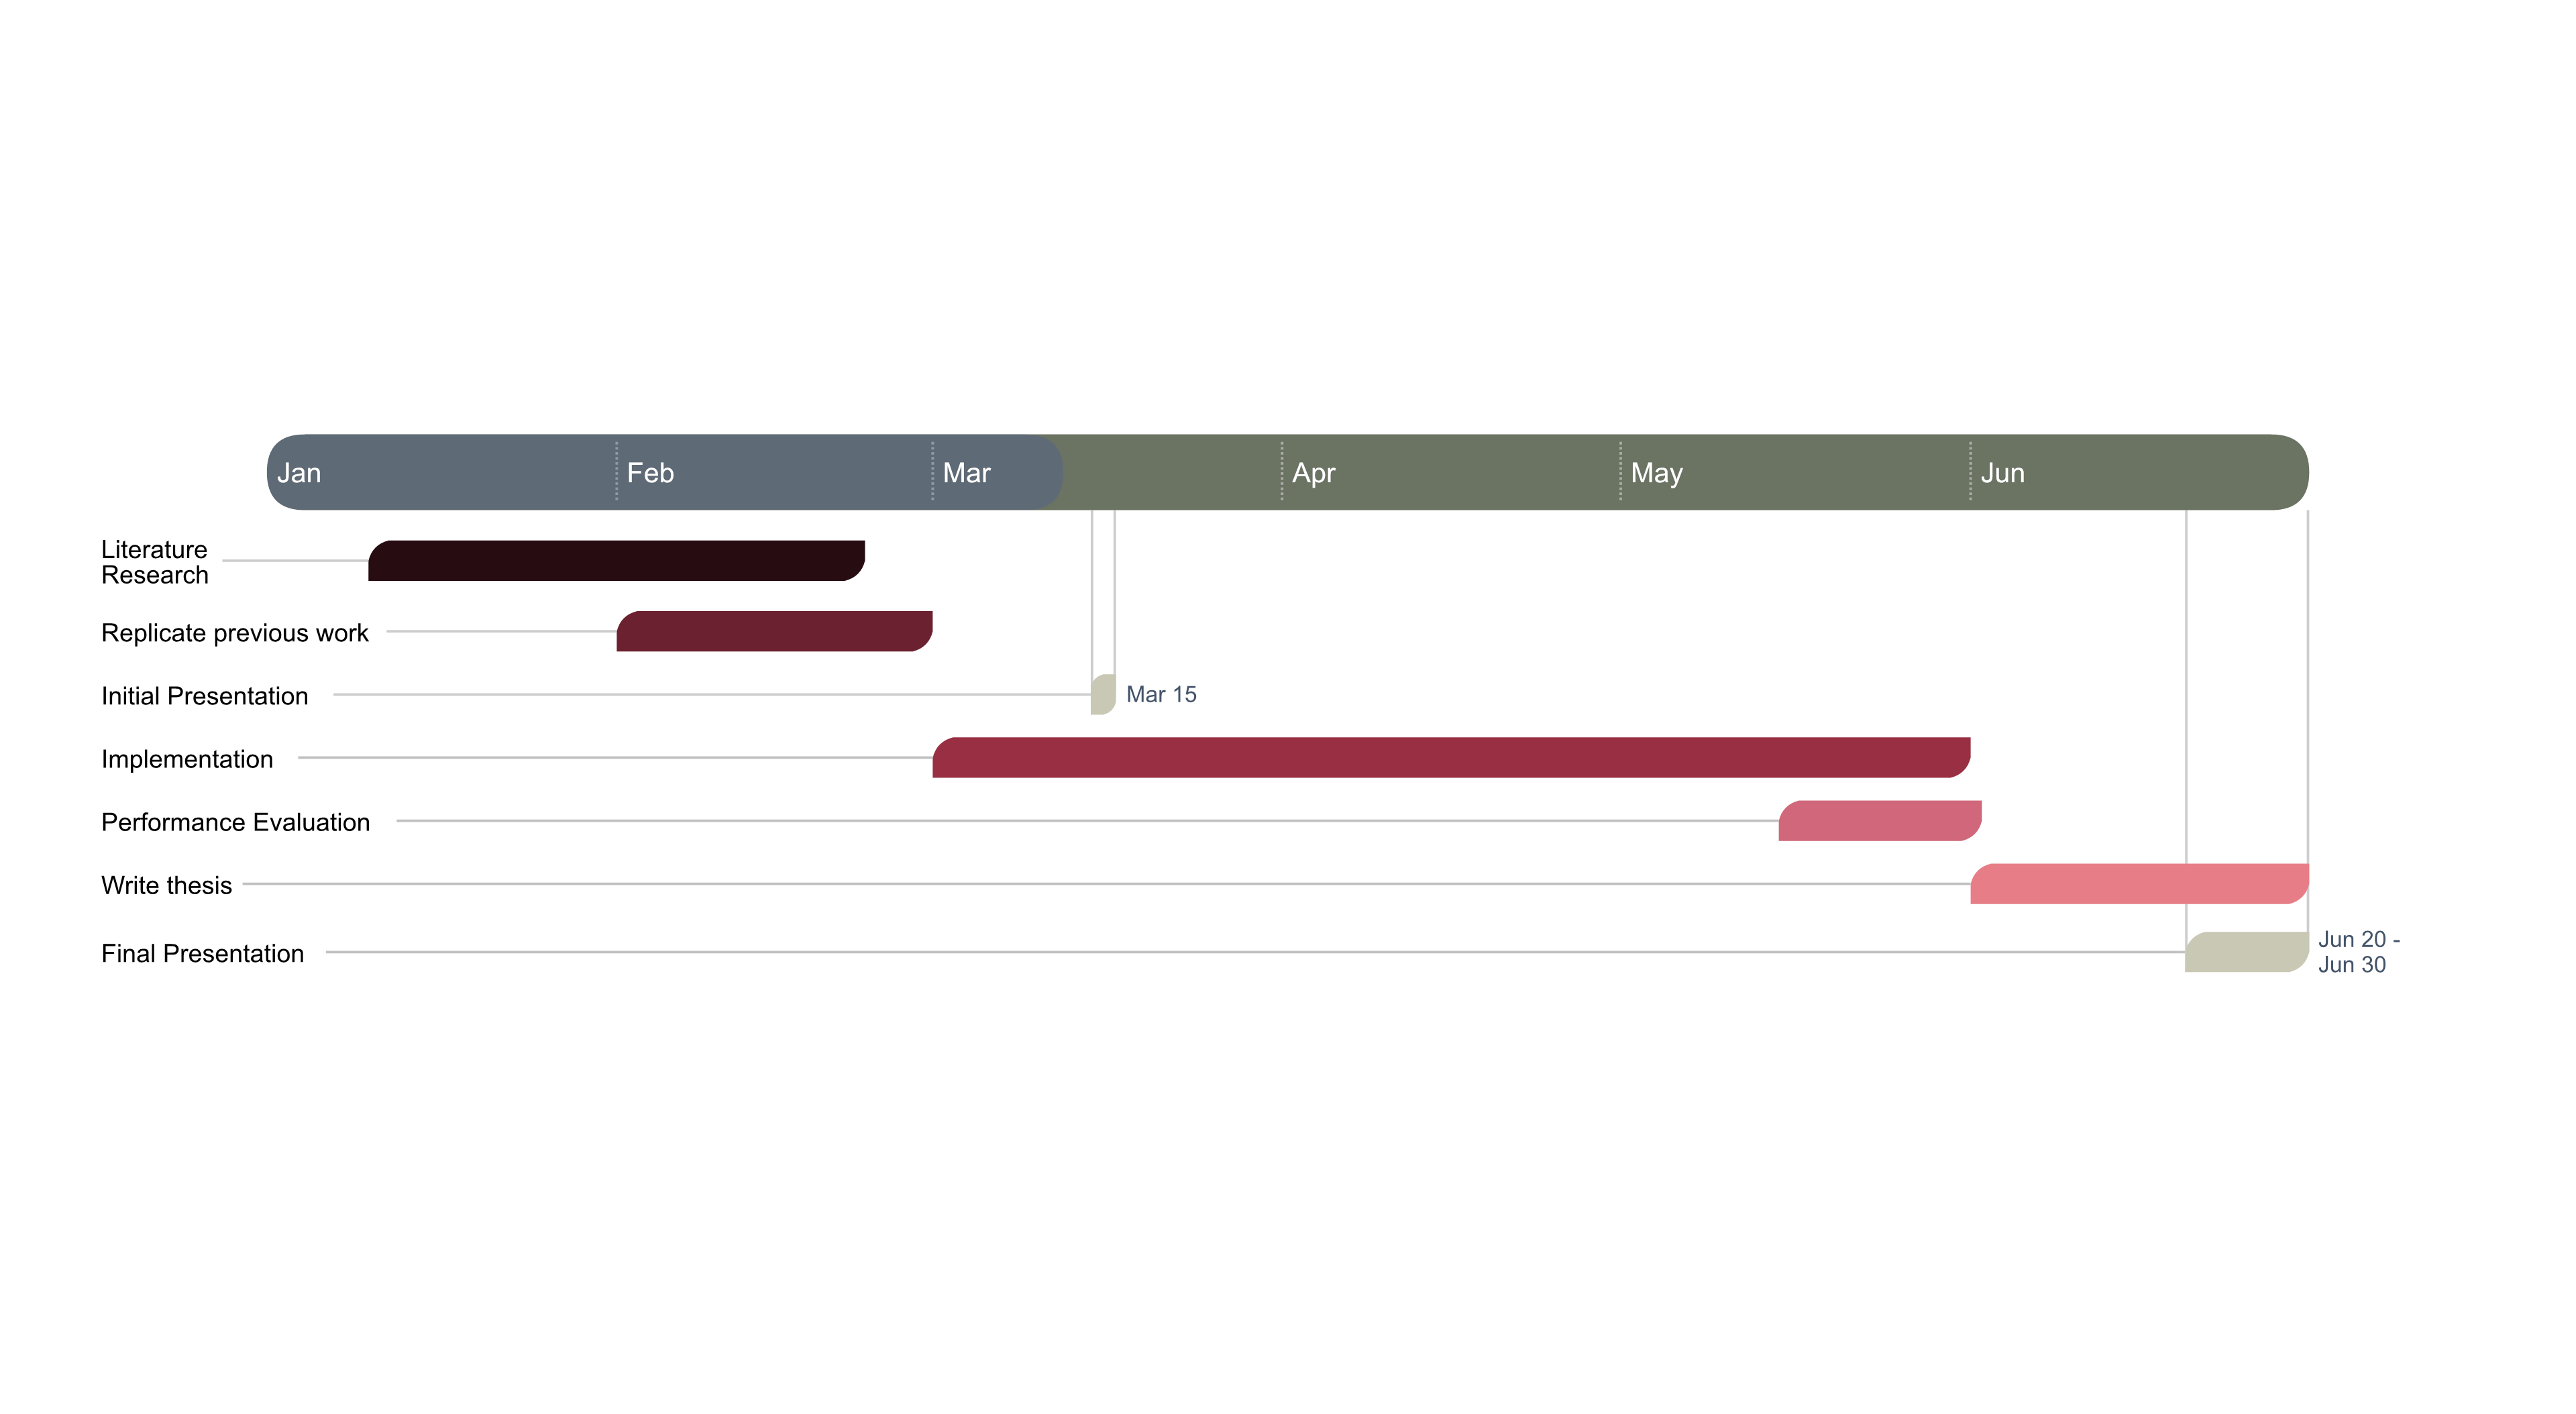 Jan Feb Mar Apr May Jun
Literature
Research
Replicate previous work
Initial Presentation Mar 15
Implementation
Performance Evaluation
Write thesis
Final Presentation
Jun 20 -
Jun 30